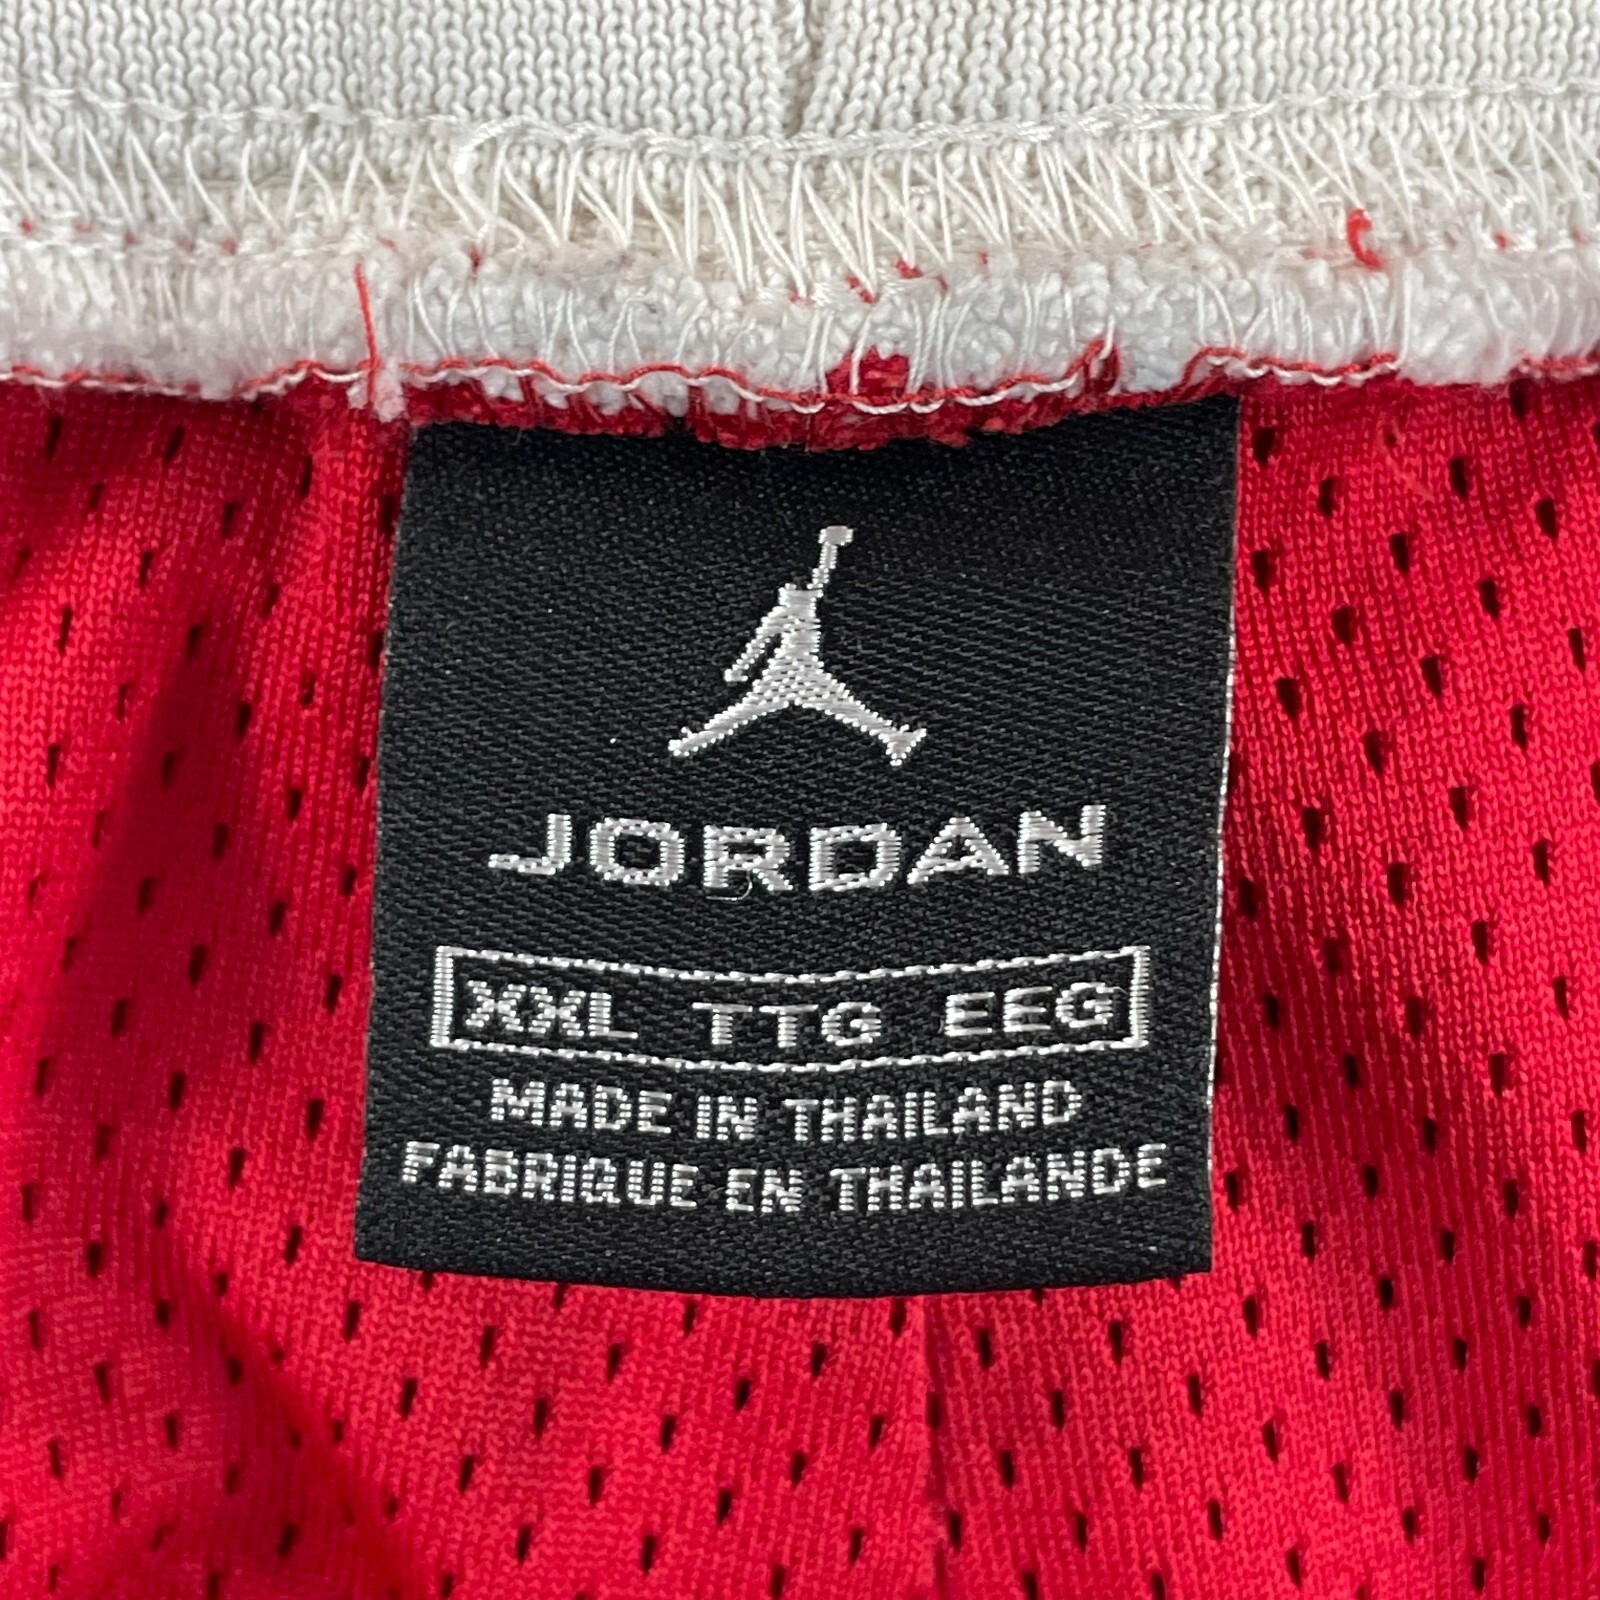 JORDAN
XXL TTG EEG
MADE IN THAILAND
FABRIQUE EN THAILANDE